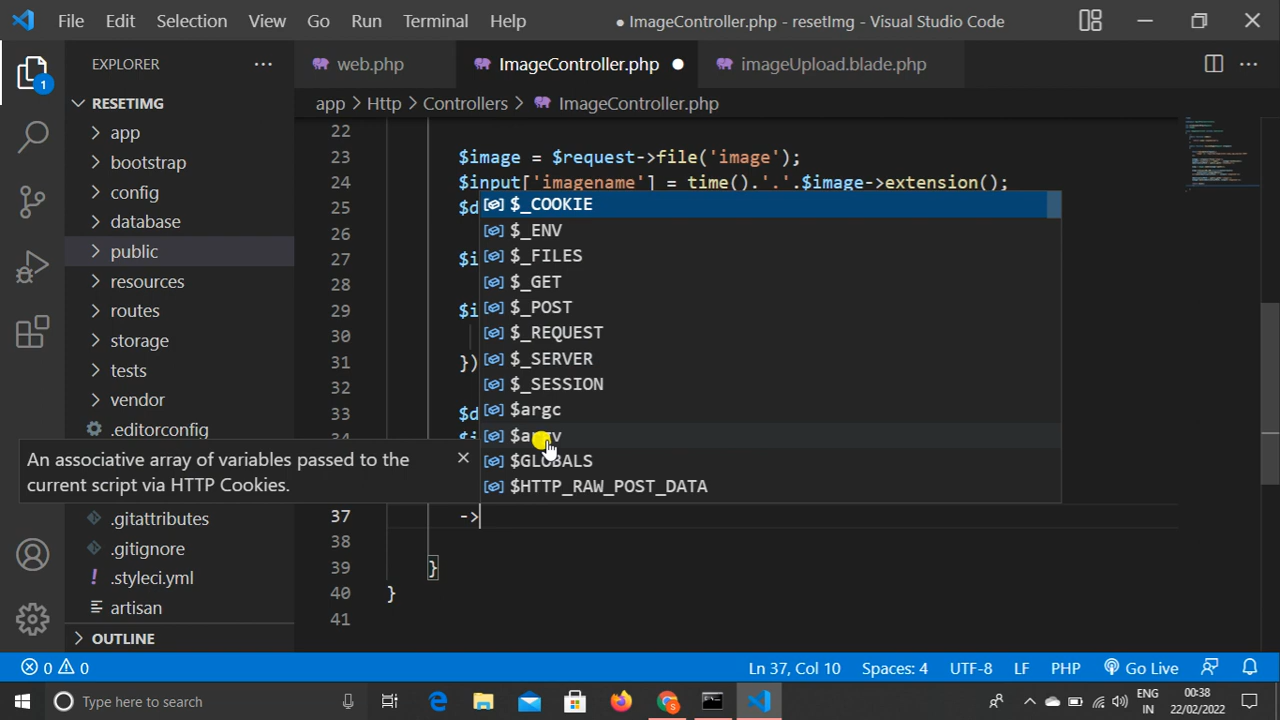 File Edit Selection View Go Run Terminal Help ● ImageController.php - resetImg - Visual Studio Code
EXPLORER ...
web.php ImageController.php ● imageUpload.blade.php ...
RESETIMG
app > Http > Controllers > ImageController.php
app
bootstrap
config
database
public
resources
routes
storage
tests
vendor
.editorconfig
.gitattributes
.gitignore
.styleci.yml
artisan
OUTLINE
1
22
23 $image = $request->file('image');
24 $input['imagename'] = time().'.'.$image->extension();
25 $d
26
27 $i
28
29 $i
30
31 })
32
33 $d
$_COOKIE
$_ENV
$_FILES
$_GET
$_POST
$_REQUEST
$_SERVER
$_SESSION
$argc
$GLOBALS
$HTTP_RAW_POST_DATA
An associative array of variables passed to the
current script via HTTP Cookies.
37 ->
38
39 }
40 }
41
0 0 Ln 37, Col 10 Spaces: 4 UTF-8 LF PHP Go Live
Type here to search ENG IN 00:38 22/02/2022